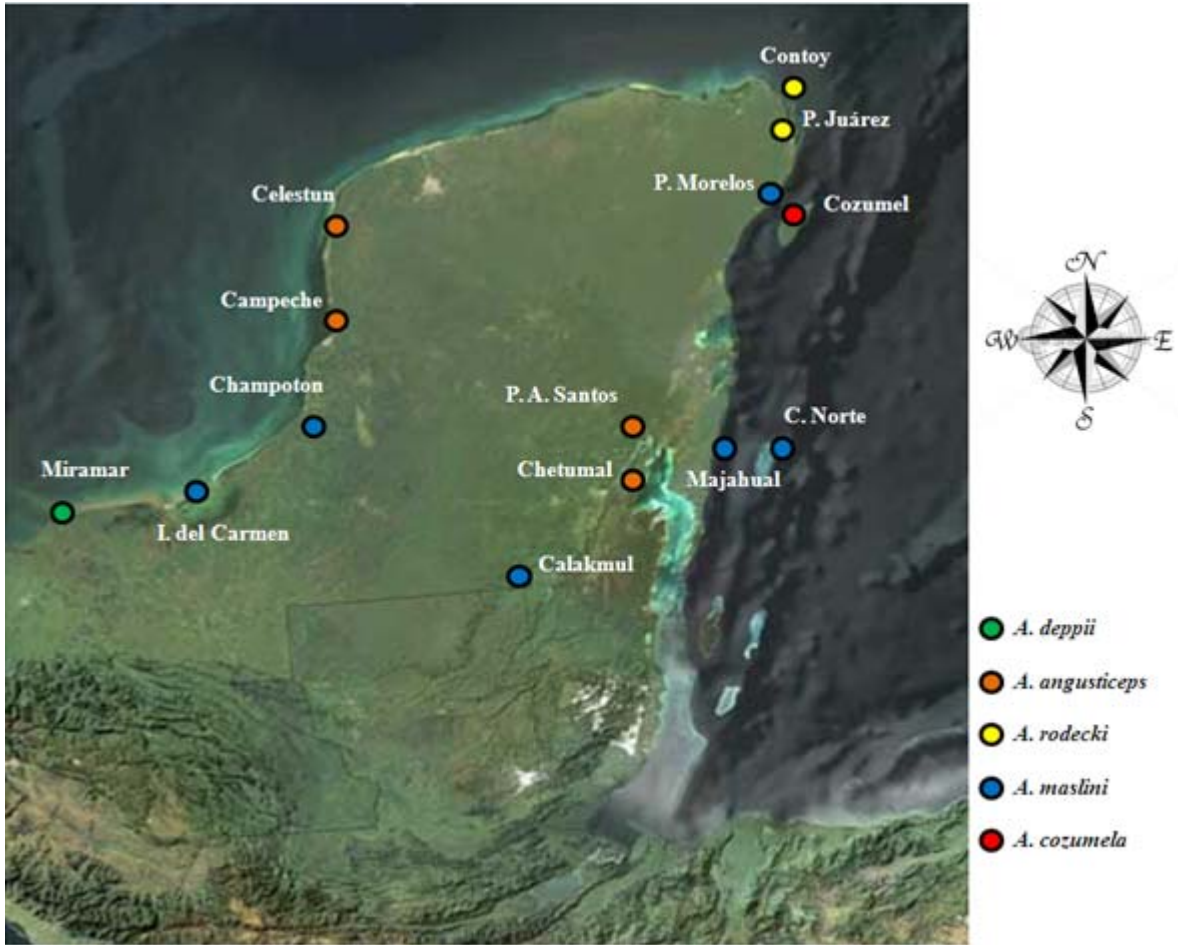 Contoy
P. Juárez
P. Morelos
Cozumel
Celestun
Campeche
Champoton
P. A. Santos
C. Norte
Miramar
Chetumal
Majahual
I. del Carmen
Calakmul
N
W
E
S
A. deppii
A. angusticeps
A. rodecki
A. maslini
A. cozumela